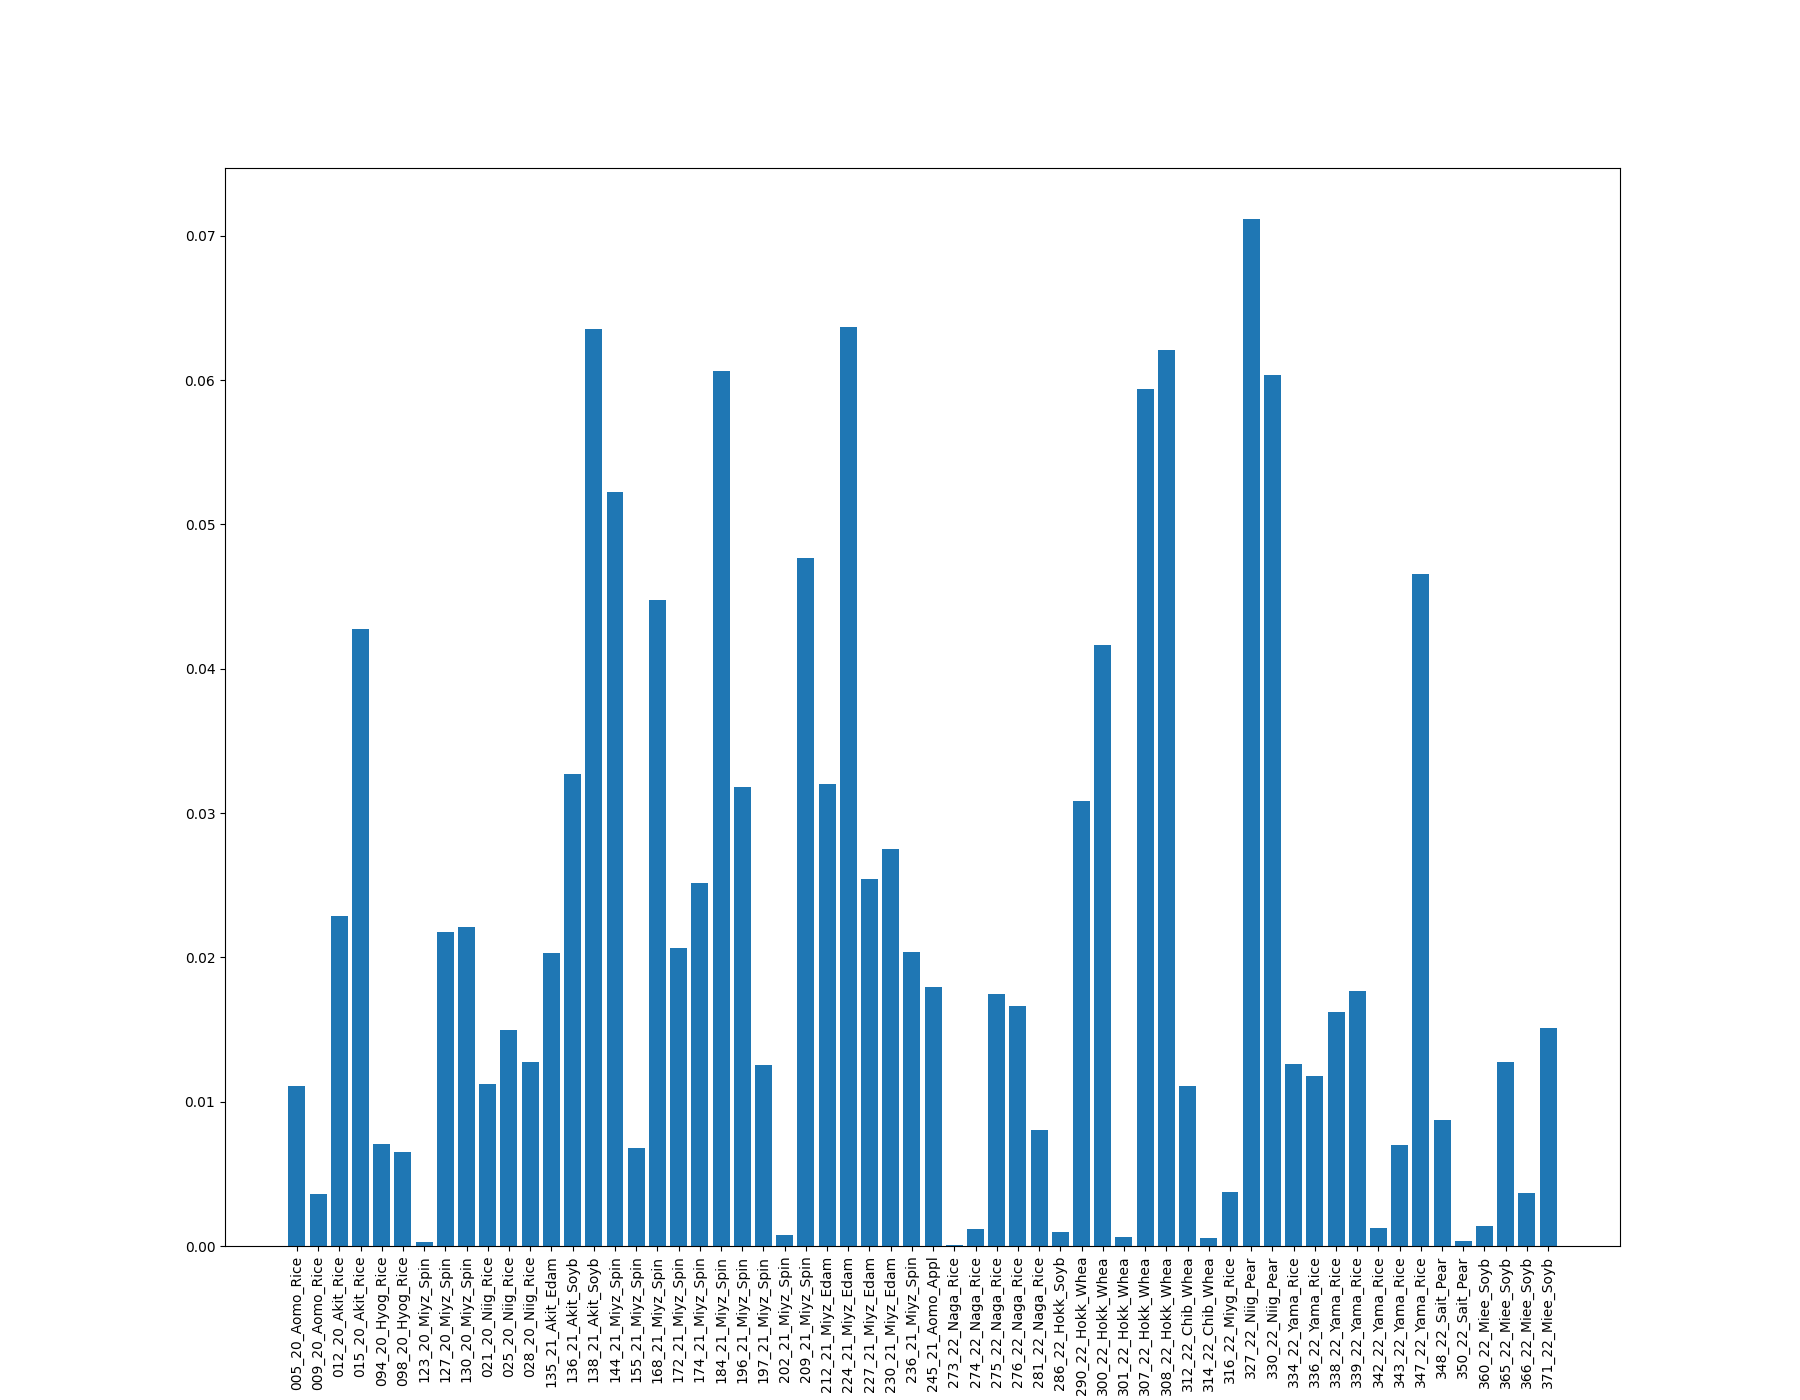 0.07
0.06
0.05
0.04
0.03
0.02
0.01
0.00
005_20_Aomo_Rice
009_20_Aomo_Rice
012_20_Akit_Rice
015_20_Akit_Rice
094_20_Hyog_Rice
098_20_Hyog_Rice
123_20_Miyz_Spin
127_20_Miyz_Spin
130_20_Miyz_Spin
021_20_Niig_Rice
025_20_Niig_Rice
028_20_Niig_Rice
135_21_Akit_Edam
136_21_Akit_Soyb
138_21_Akit_Soyb
144_21_Miyz_Spin
155_21_Miyz_Spin
168_21_Miyz_Spin
172_21_Miyz_Spin
174_21_Miyz_Spin
184_21_Miyz_Spin
196_21_Miyz_Spin
197_21_Miyz_Spin
202_21_Miyz_Spin
209_21_Miyz_Spin
212_21_Miyz_Edam
224_21_Miyz_Edam
227_21_Miyz_Edam
230_21_Miyz_Edam
236_21_Miyz_Spin
245_21_Aomo_Appl
273_22_Naga_Rice
274_22_Naga_Rice
275_22_Naga_Rice
276_22_Naga_Rice
281_22_Naga_Rice
286_22_Hokk_Soyb
290_22_Hokk_Whea
300_22_Hokk_Whea
301_22_Hokk_Whea
307_22_Hokk_Whea
308_22_Hokk_Whea
312_22_Chib_Whea
314_22_Chib_Whea
316_22_Miyg_Rice
327_22_Niig_Pear
330_22_Niig_Pear
334_22_Yama_Rice
336_22_Yama_Rice
338_22_Yama_Rice
339_22_Yama_Rice
342_22_Yama_Rice
343_22_Yama_Rice
347_22_Yama_Rice
348_22_Sait_Pear
350_22_Sait_Pear
360_22_Miee_Soyb
365_22_Miee_Soyb
366_22_Miee_Soyb
371_22_Miee_Soyb